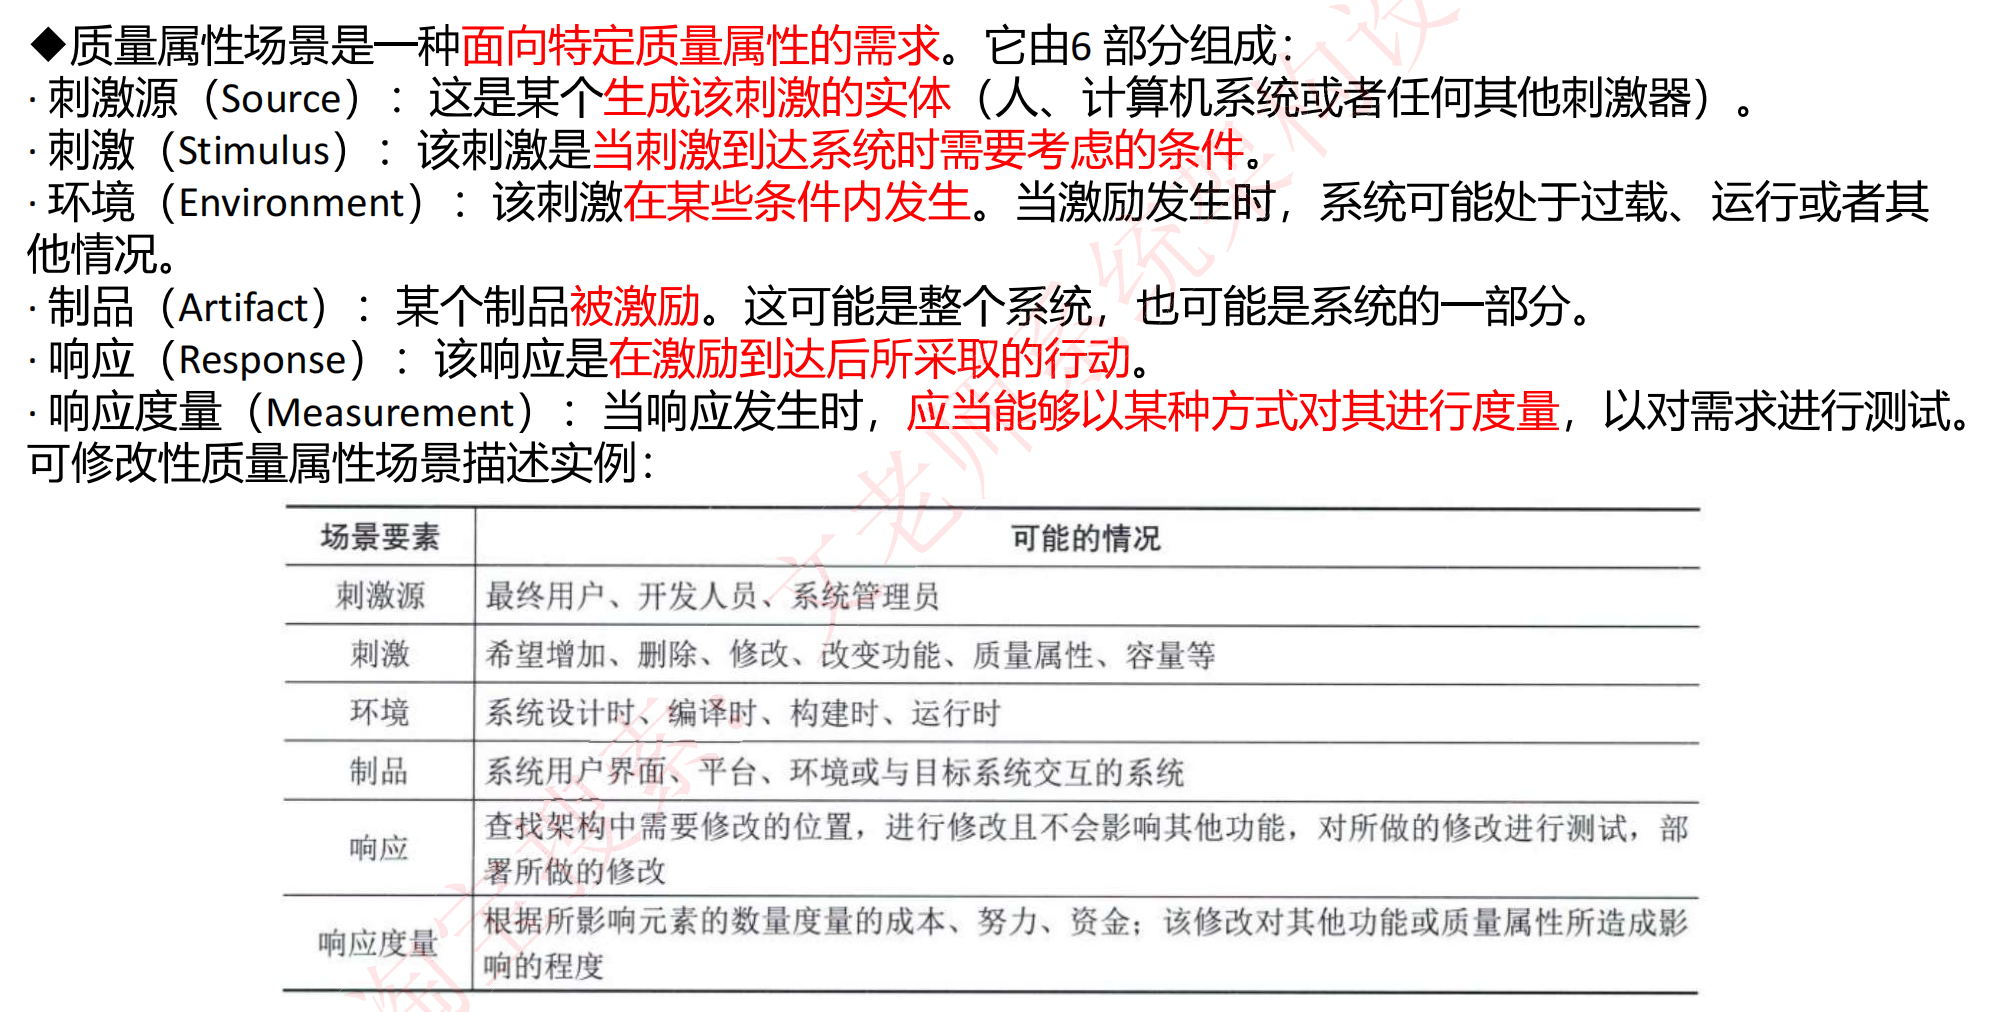 ◆质量属性场景是一种面向特定质量属性的需求。它由6 部分组成：
· 刺激源（Source）：这是某个生成该刺激的实体（人、计算机系统或者任何其他刺激器）。
· 刺激（Stimulus）：该刺激是当刺激到达系统时需要考虑的条件。
· 环境（Environment）：该刺激在某些条件内发生。当激励发生时，系统可能处于过载、运行或者其
他情况。
· 制品（Artifact）：某个制品被激励。这可能是整个系统，也可能是系统的一部分。
· 响应（Response）：该响应是在激励到达后所采取的行动。
· 响应度量（Measurement）：当响应发生时，应当能够以某种方式对其进行度量，以对需求进行测试。
可修改性质量属性场景描述实例：
场景要素 可能的情况
刺激源 最终用户、开发人员、系统管理员
刺激 希望增加、删除、修改、改变功能、质量属性、容量等
环境 系统设计时、编译时、构建时、运行时
制品 系统用户界面、平台、环境或与目标系统交互的系统
响应 查找架构中需要修改的位置，进行修改且不会影响其他功能，对所做的修改进行测试，部
署所做的修改
响应度量 根据所影响元素的数量度量的成本、努力、资金；该修改对其他功能或质量属性所造成影
响的程度
淘宝搜索：文老师系统架构设